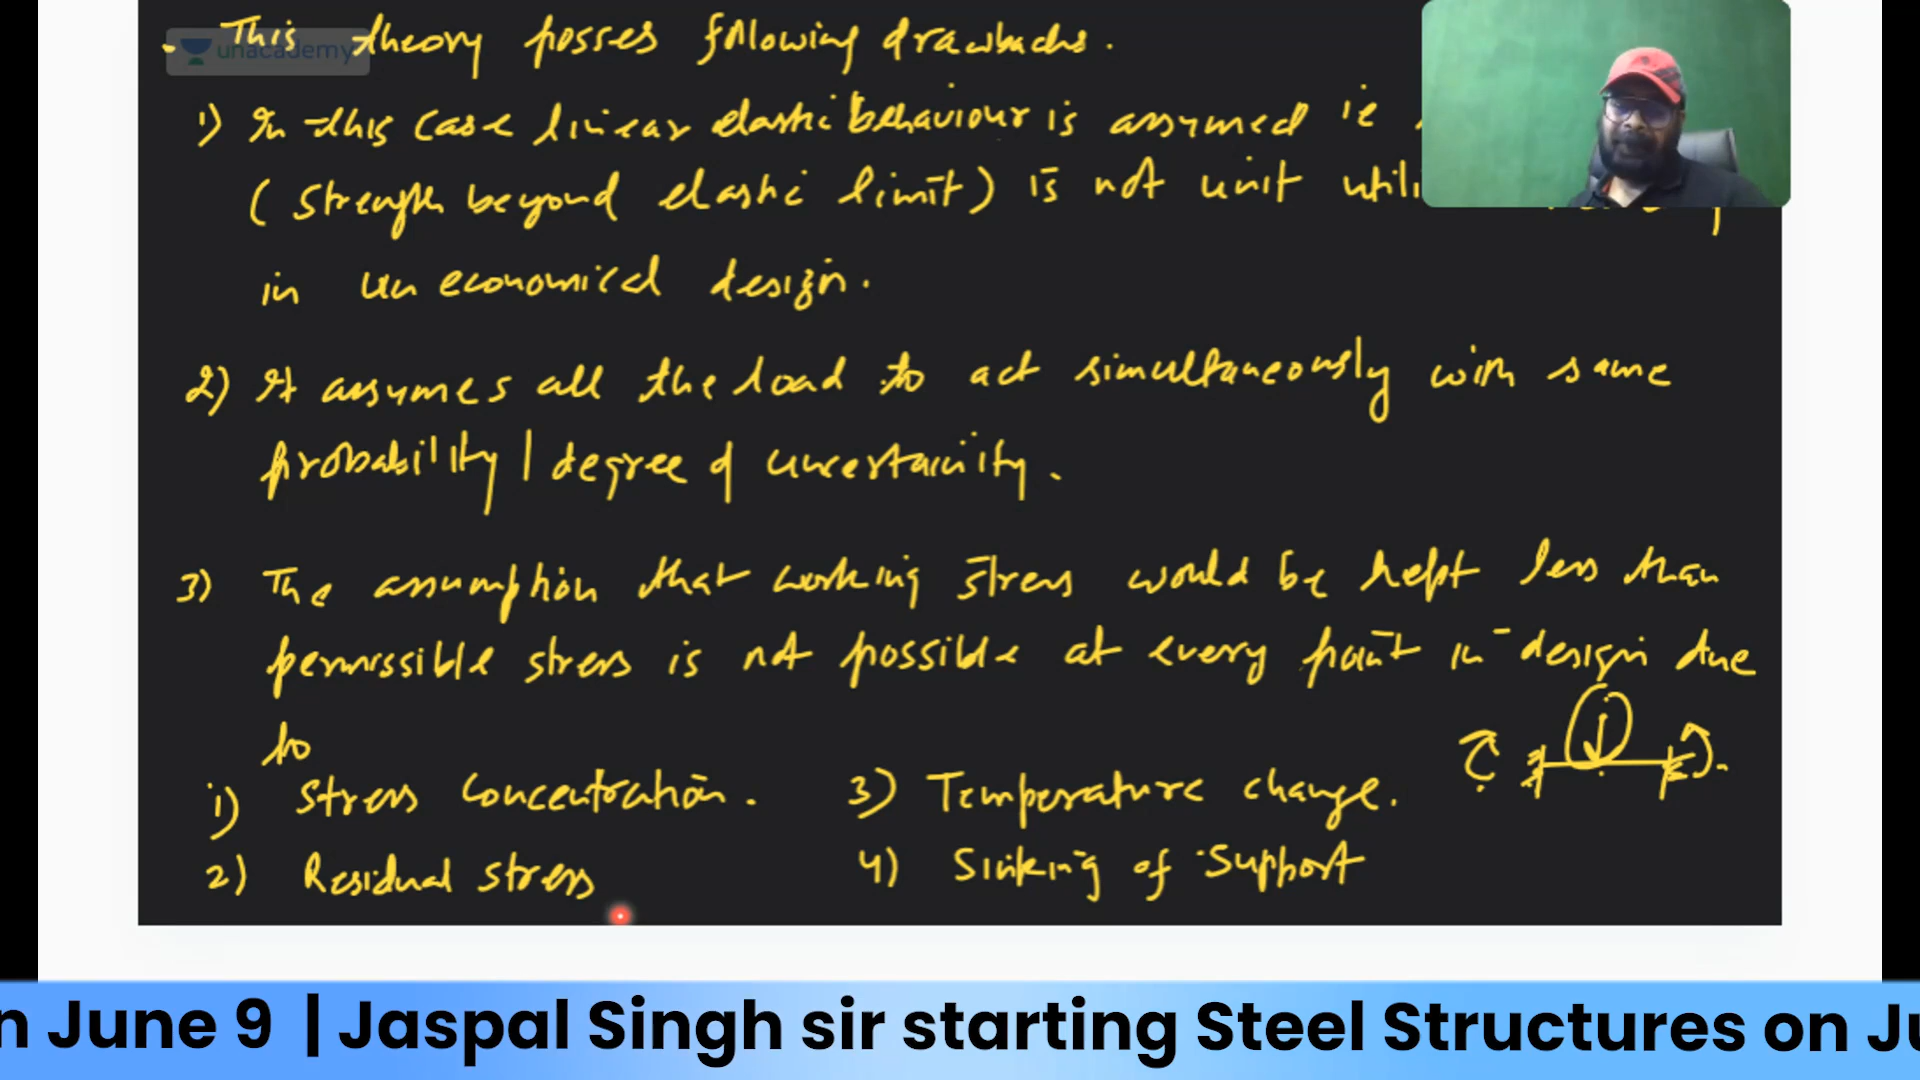 - This theory posses following drawbacks.
unacademy
1) In this case linear elastic behaviour is assumed ie
(strength beyond elastic limit) is not unit utili
in uneconomical design.
2) It assumes all the load to act simultaneously with same
probability | degree of uncertainity.
3) The assumption that working stress would be kept less than
permissible stress is not possible at every point in design due
to
i) Stress Concentration. 3) Temperature change.
2) Residual stress 4) Sinking of Support
n June 9 | Jaspal Singh sir starting Steel Structures on Ju